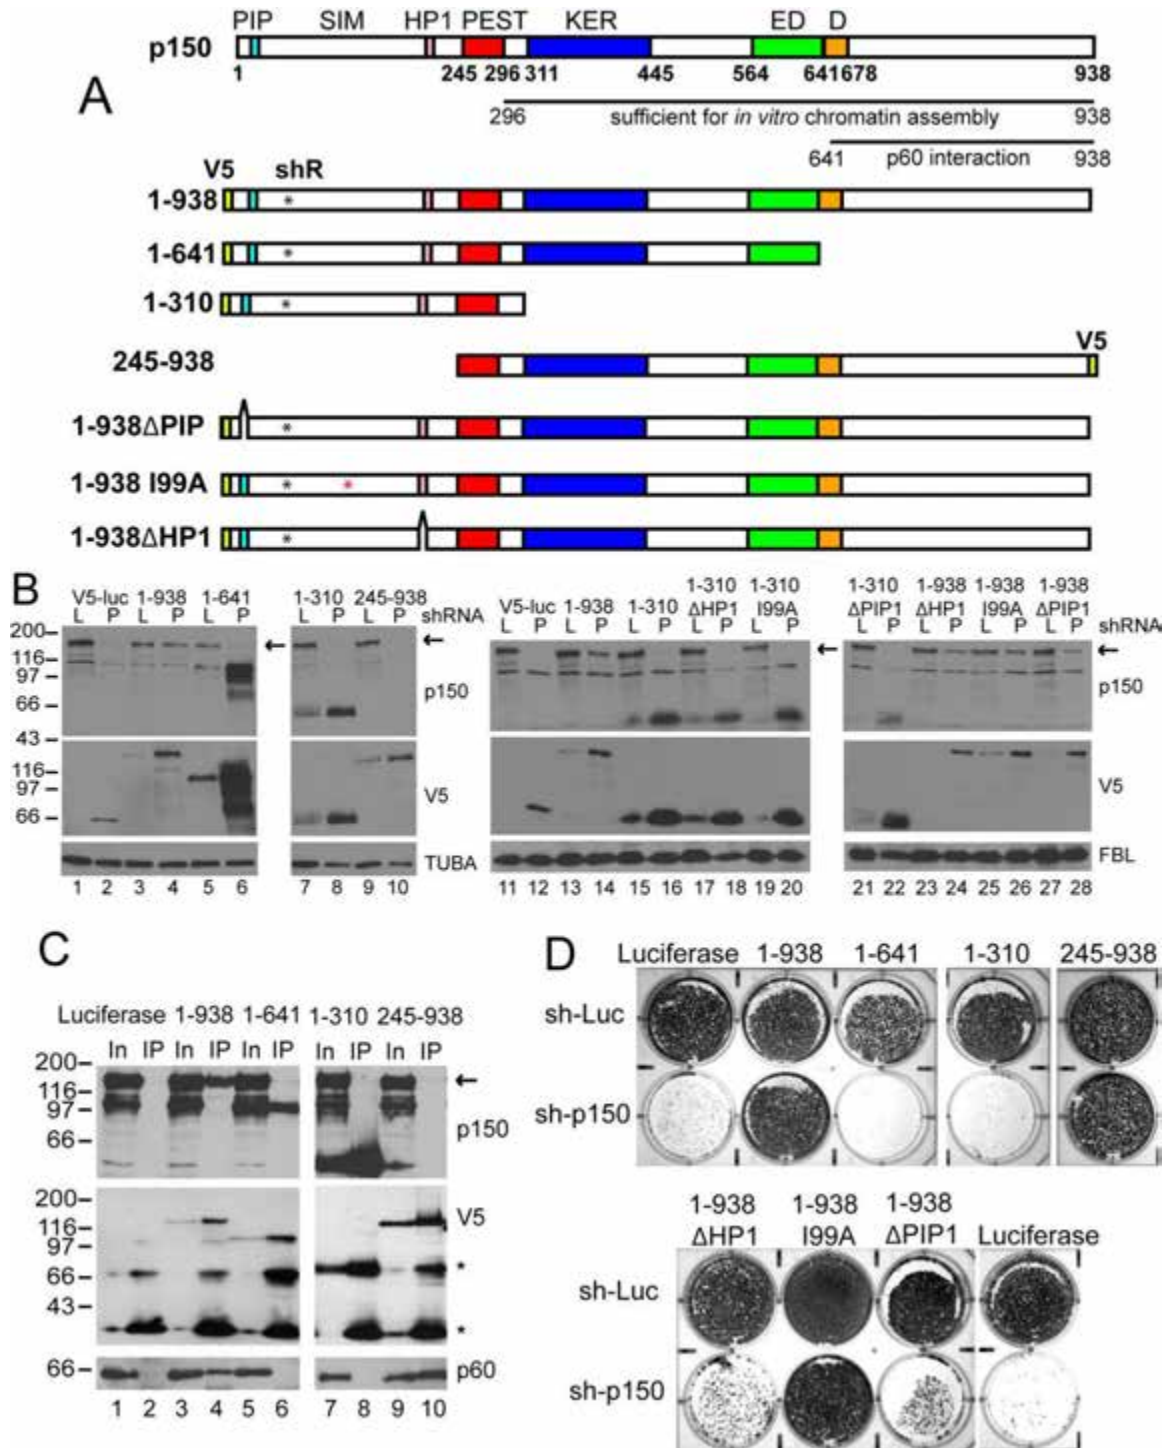 PIP SIM HP1 PEST KER ED D
p150
1 245 296 311 445 564 641 678 938
A
296 sufficient for in vitro chromatin assembly 938
641 p60 interaction 938
V5 shR
1-938 *
1-641 *
1-310 *
V5
245-938
1-938ΔPIP *
1-938 I99A * *
1-938ΔHP1 *
B
V5-luc 1-938 1-641 1-310 245-938 V5-luc 1-938 1-310 1-310 ΔHP1 1-310 I99A 1-310 ΔPIP1 1-938 ΔHP1 1-938 I99A 1-938 ΔPIP1
L P L P L P L P L P shRNA L P L P L P L P L P L P L P L P L P shRNA
200 ← ← ← ←
116
97 p150 p150
66
43
116
97 V5 V5
66
TUBA FBL
1 2 3 4 5 6 7 8 9 10 11 12 13 14 15 16 17 18 19 20 21 22 23 24 25 26 27 28
C
Luciferase 1-938 1-641 1-310 245-938
In IP In IP In IP In IP In IP
200
116 ←
97
p150
66
200 V5
116
97
66 *
43
*
66 p60
1 2 3 4 5 6 7 8 9 10
D
Luciferase 1-938 1-641 1-310 245-938
sh-Luc
sh-p150
1-938 1-938 1-938
ΔHP1 I99A ΔPIP1 Luciferase
sh-Luc
sh-p150